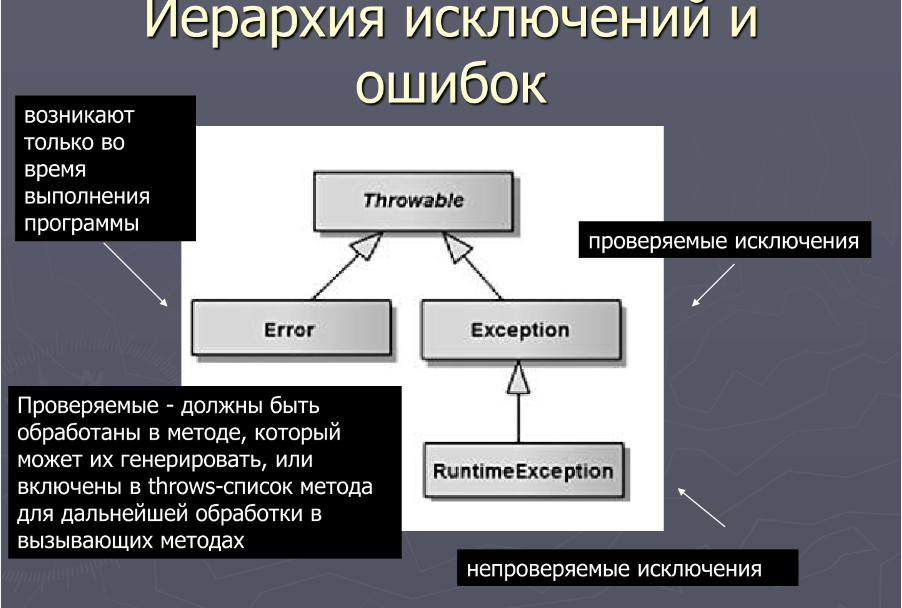 Иерархия исключений и
ошибок
возникают
только во
время
выполнения
программы
Throwable
проверяемые исключения
Error
Exception
Проверяемые - должны быть
обработаны в методе, который
может их генерировать, или
включены в throws-список метода
для дальнейшей обработки в
вызывающих методах
RuntimeException
непроверяемые исключения